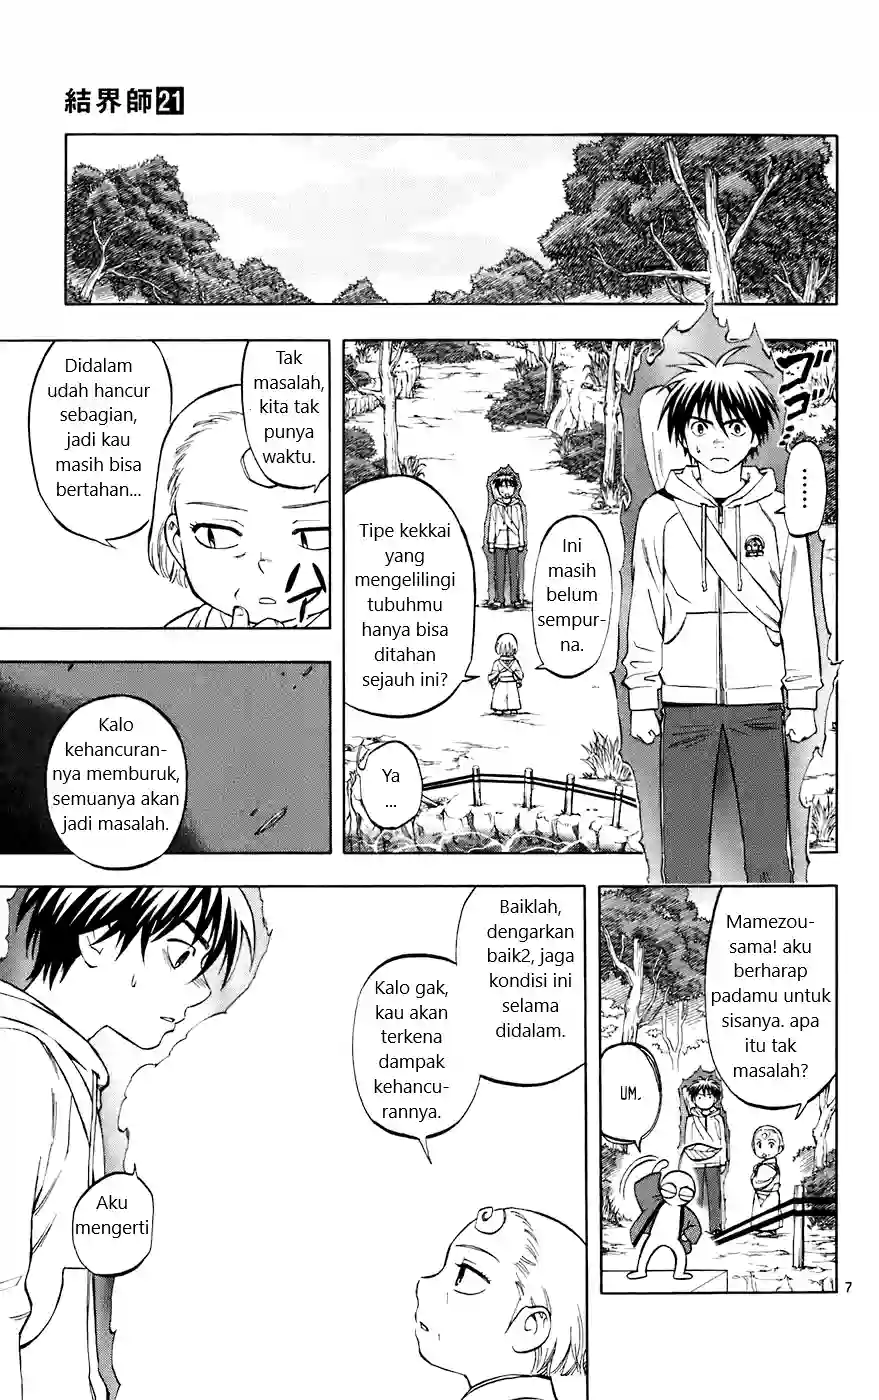 結界師21
ゴゴゴ
........
Ini
masih
belum
sempur-
na.
Tipe kekkai
yang
mengelilingi
tubuhmu
hanya bisa
ditahan
sejauh ini?
Ya
...
Tak
masalah,
kita tak
punya
waktu.
Didalam
udah hancur
sebagian,
jadi kau
masih bisa
bertahan...
Kalo
kehancuran-
nya memburuk,
semuanya akan
jadi masalah.
Mamezou-
sama! aku
berharap
padamu untuk
sisanya. apa
itu tak
masalah?
UM.
Baiklah,
dengarkan
baik2, jaga
kondisi ini
selama
didalam.
Kalo gak,
kau akan
terkena
dampak
kehancu-
rannya.
Aku
mengerti
7